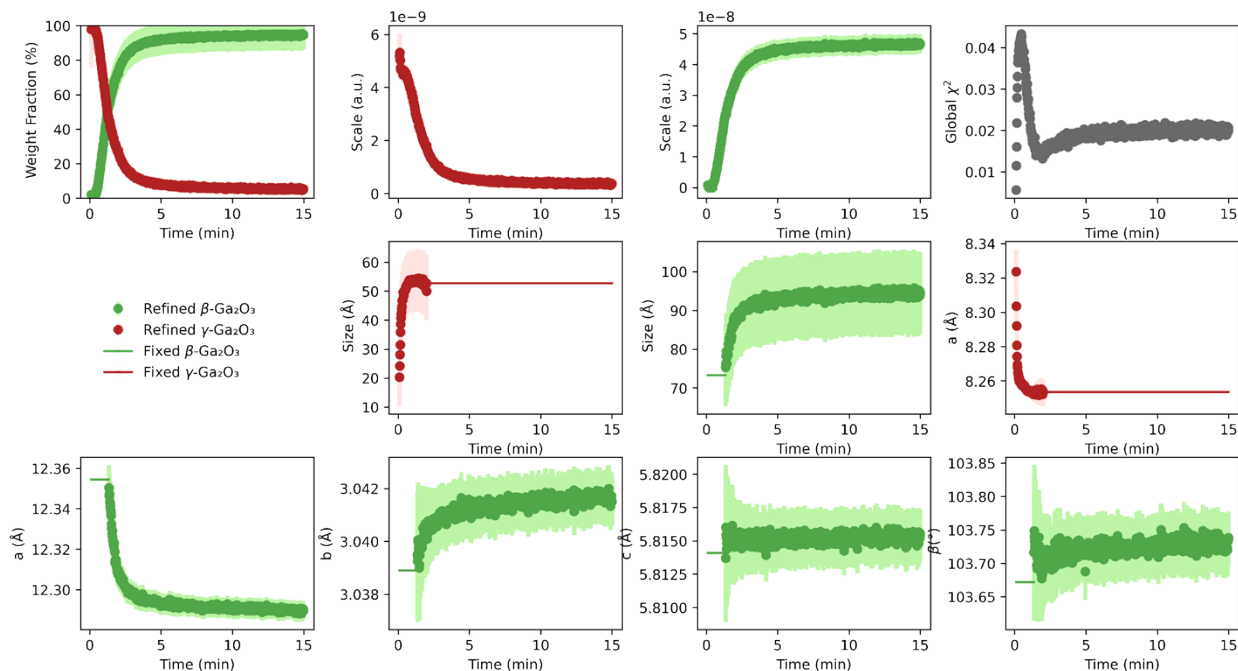 1e−9
1e−8
100
80
60
40
20
0
Weight Fraction (%)
0 5 10 15
Time (min)
6
4
2
0
Scale (a.u.)
0 5 10 15
Time (min)
5
4
3
2
1
0
Scale (a.u.)
0 5 10 15
Time (min)
0.04
0.03
0.02
0.01
Global χ²
0 5 10 15
Time (min)
Refined β-Ga₂O₃
Refined γ-Ga₂O₃
Fixed β-Ga₂O₃
Fixed γ-Ga₂O₃
60
50
40
30
20
10
Size (Å)
0 5 10 15
Time (min)
100
90
80
70
Size (Å)
0 5 10 15
Time (min)
8.34
8.32
8.30
8.28
8.26
a (Å)
0 5 10 15
Time (min)
12.36
12.34
12.32
12.30
a (Å)
0 5 10 15
Time (min)
3.042
3.040
3.038
b (Å)
0 5 10 15
Time (min)
5.8200
5.8175
5.8150
5.8125
5.8100
c (Å)
0 5 10 15
Time (min)
103.85
103.80
103.75
103.70
103.65
β(°)
0 5 10 15
Time (min)